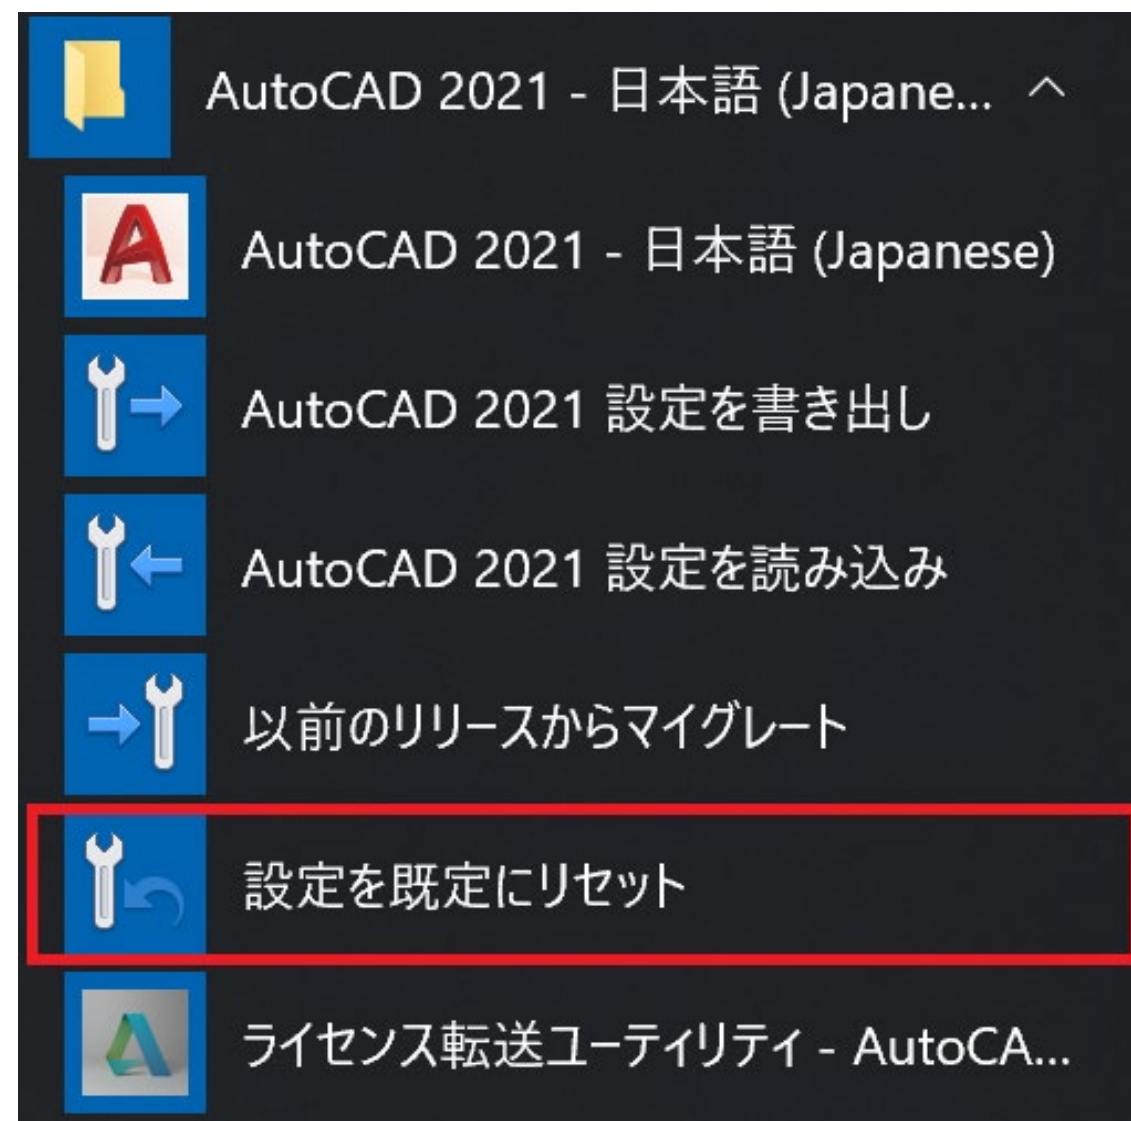 AutoCAD 2021 - 日本語 (Japane...
AutoCAD 2021 - 日本語 (Japanese)
AutoCAD 2021 設定を書き出し
AutoCAD 2021 設定を読み込み
以前のリリースからマイグレート
設定を既定にリセット
ライセンス転送ユーティリティ - AutoCA...